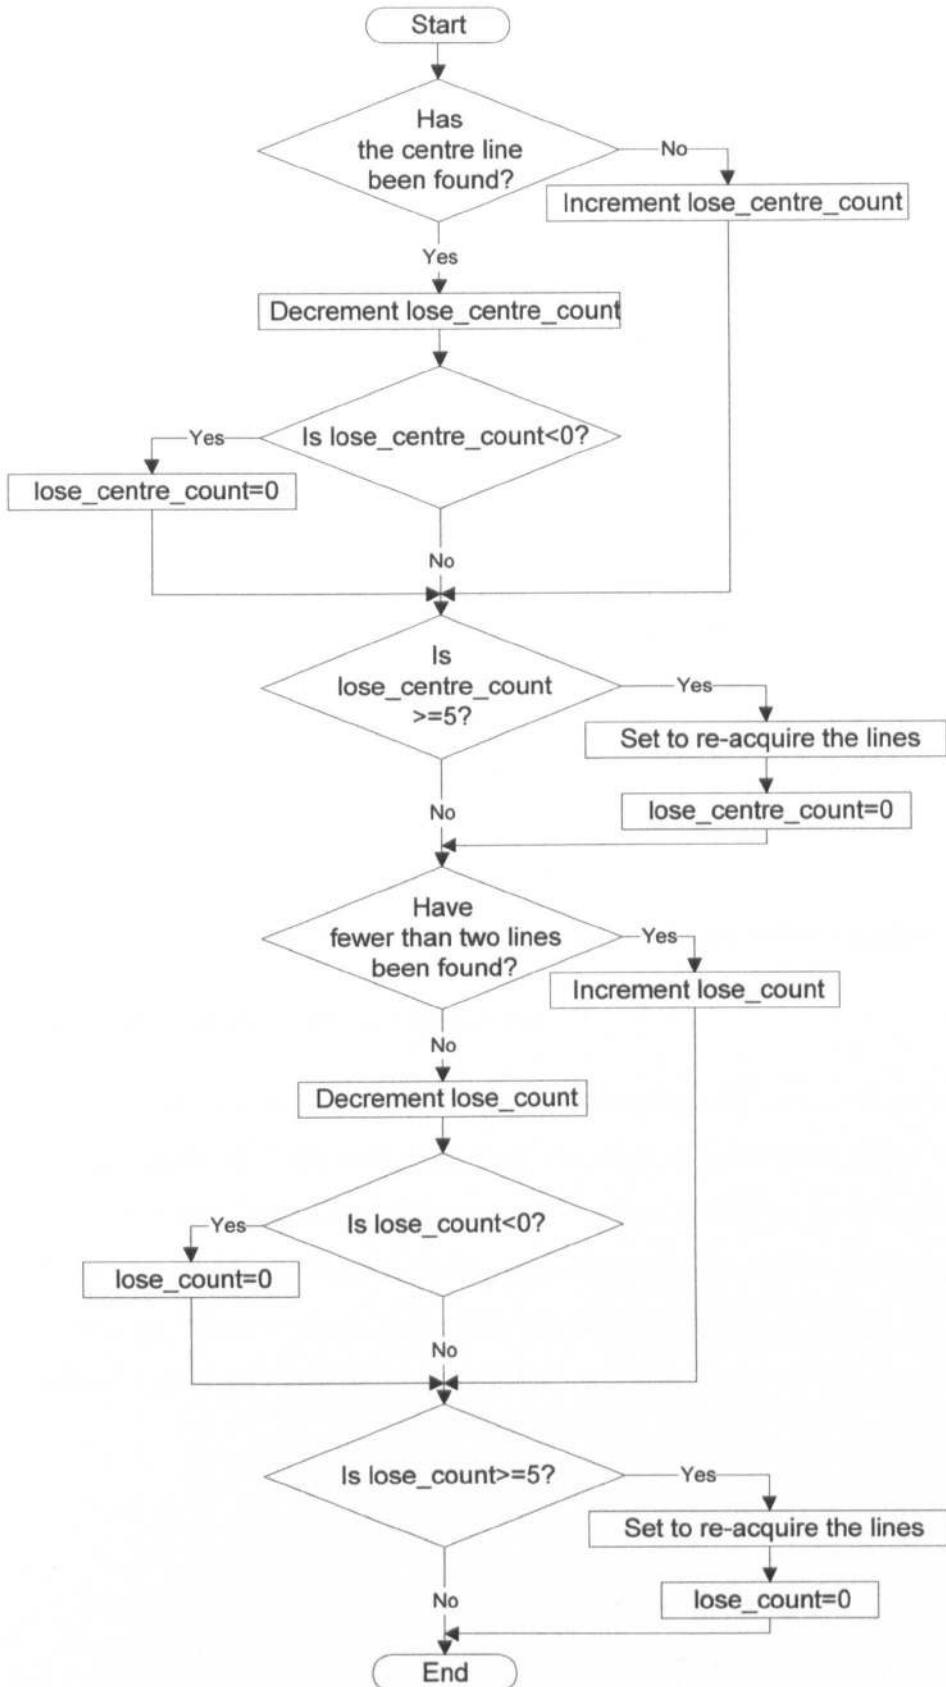 Start
Has
the centre line
been found?
No
Increment lose_centre_count
Yes
Decrement lose_centre_count
Is lose_centre_count<0?
Yes
lose_centre_count=0
No
Is
lose_centre_count
>=5?
Yes
Set to re-acquire the lines
No
lose_centre_count=0
Have
fewer than two lines
been found?
Yes
Increment lose_count
No
Decrement lose_count
Is lose_count<0?
Yes
lose_count=0
No
Is lose_count>=5?
Yes
Set to re-acquire the lines
No
lose_count=0
End